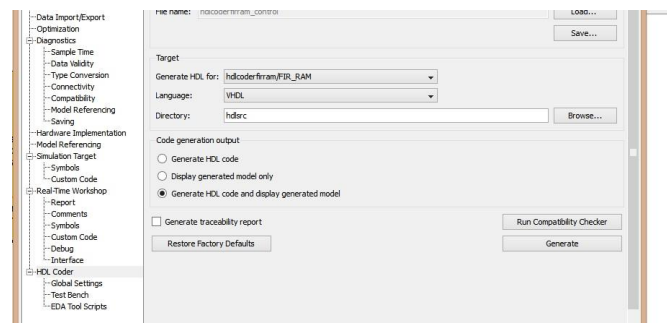 Data Import/Export
Optimization
Diagnostics
Sample Time
Data Validity
Type Conversion
Connectivity
Compatibility
Model Referencing
Saving
Hardware Implementation
Model Referencing
Simulation Target
Symbols
Custom Code
Real-Time Workshop
Report
Comments
Symbols
Custom Code
Debug
Interface
HDL Coder
Global Settings
Test Bench
EDA Tool Scripts
File name: hdlcoderfirram_control Load...
Save...
Target
Generate HDL for: hdlcoderfirram/FIR_RAM
Language: VHDL
Directory: hdlsrc Browse...
Code generation output
Generate HDL code
Display generated model only
Generate HDL code and display generated model
Generate traceability report Run Compatibility Checker
Restore Factory Defaults Generate